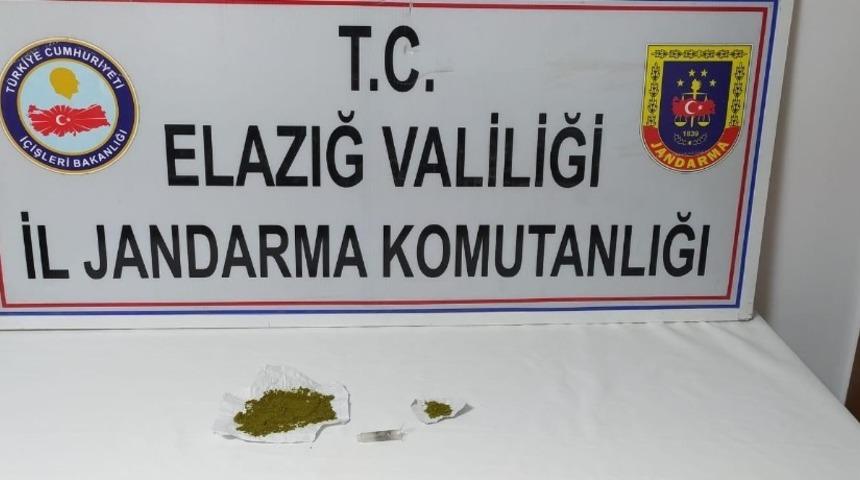 T.C.
ELAZIĞ VALİLİĞİ
İL JANDARMA KOMUTANLIĞI
TÜRKİYE CUMHURİYETİ
İÇİŞLERİ BAKANLIĞI
1839
JANDARMA